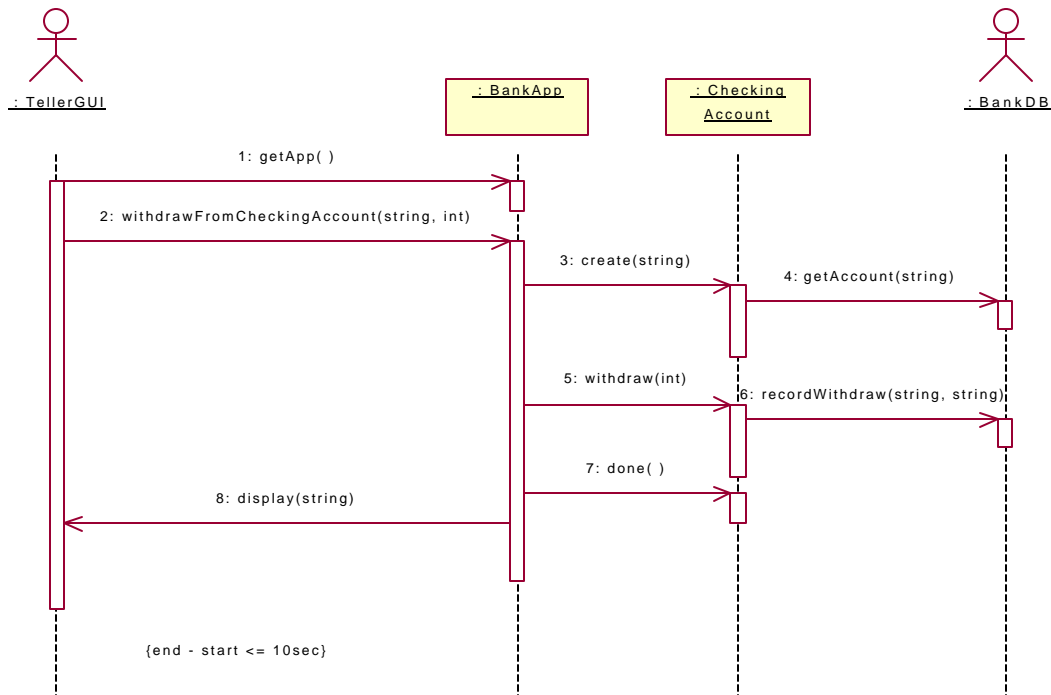 : TellerGUI
: BankApp
: Checking
Account
: BankDB
1: getApp( )
2: withdrawFromCheckingAccount(string, int)
3: create(string)
4: getAccount(string)
5: withdraw(int)
6: recordWithdraw(string, string)
7: done( )
8: display(string)
{end - start <= 10sec}